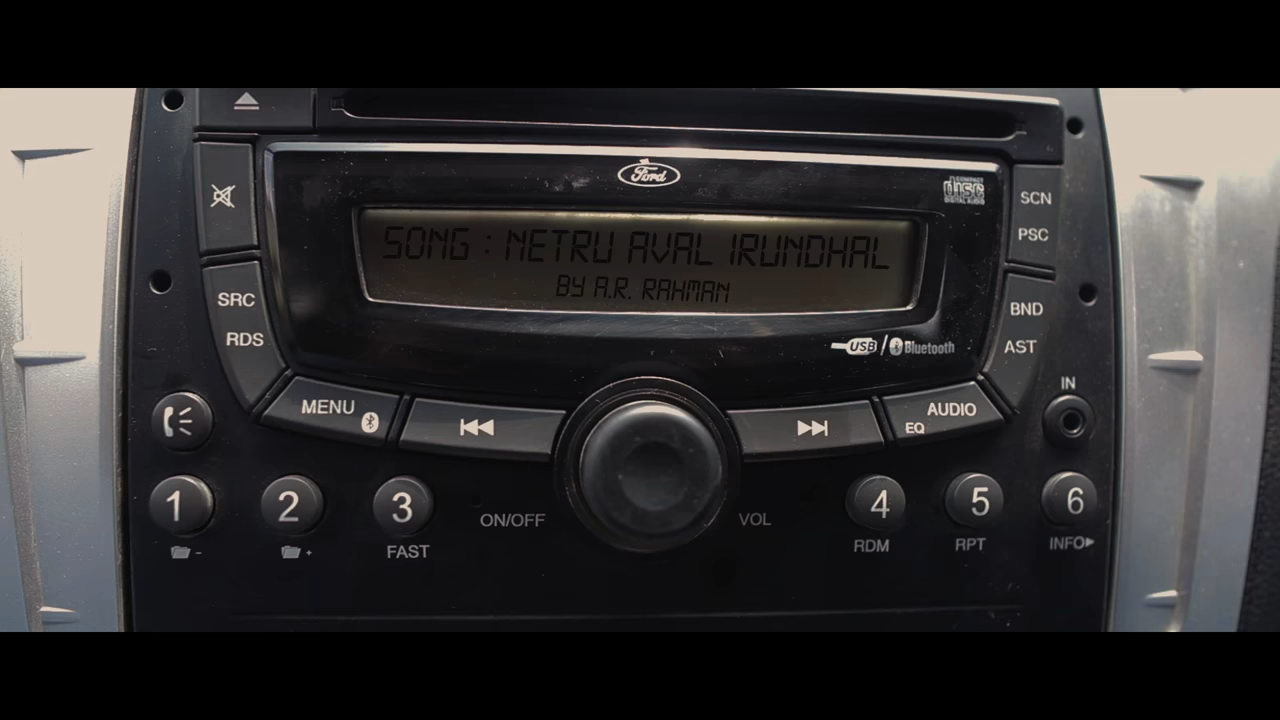 Ford
COMPACT
disc
DIGITAL AUDIO
SCN
PSC
SONG : NETRU AVAL IRUNDHAL
BY A.R. RAHMAN
SRC
RDS
BND
AST
USB / Bluetooth
IN
MENU
AUDIO
EQ
1
2
3
4
5
6
ON/OFF
VOL
-
+
FAST
RDM
RPT
INFO